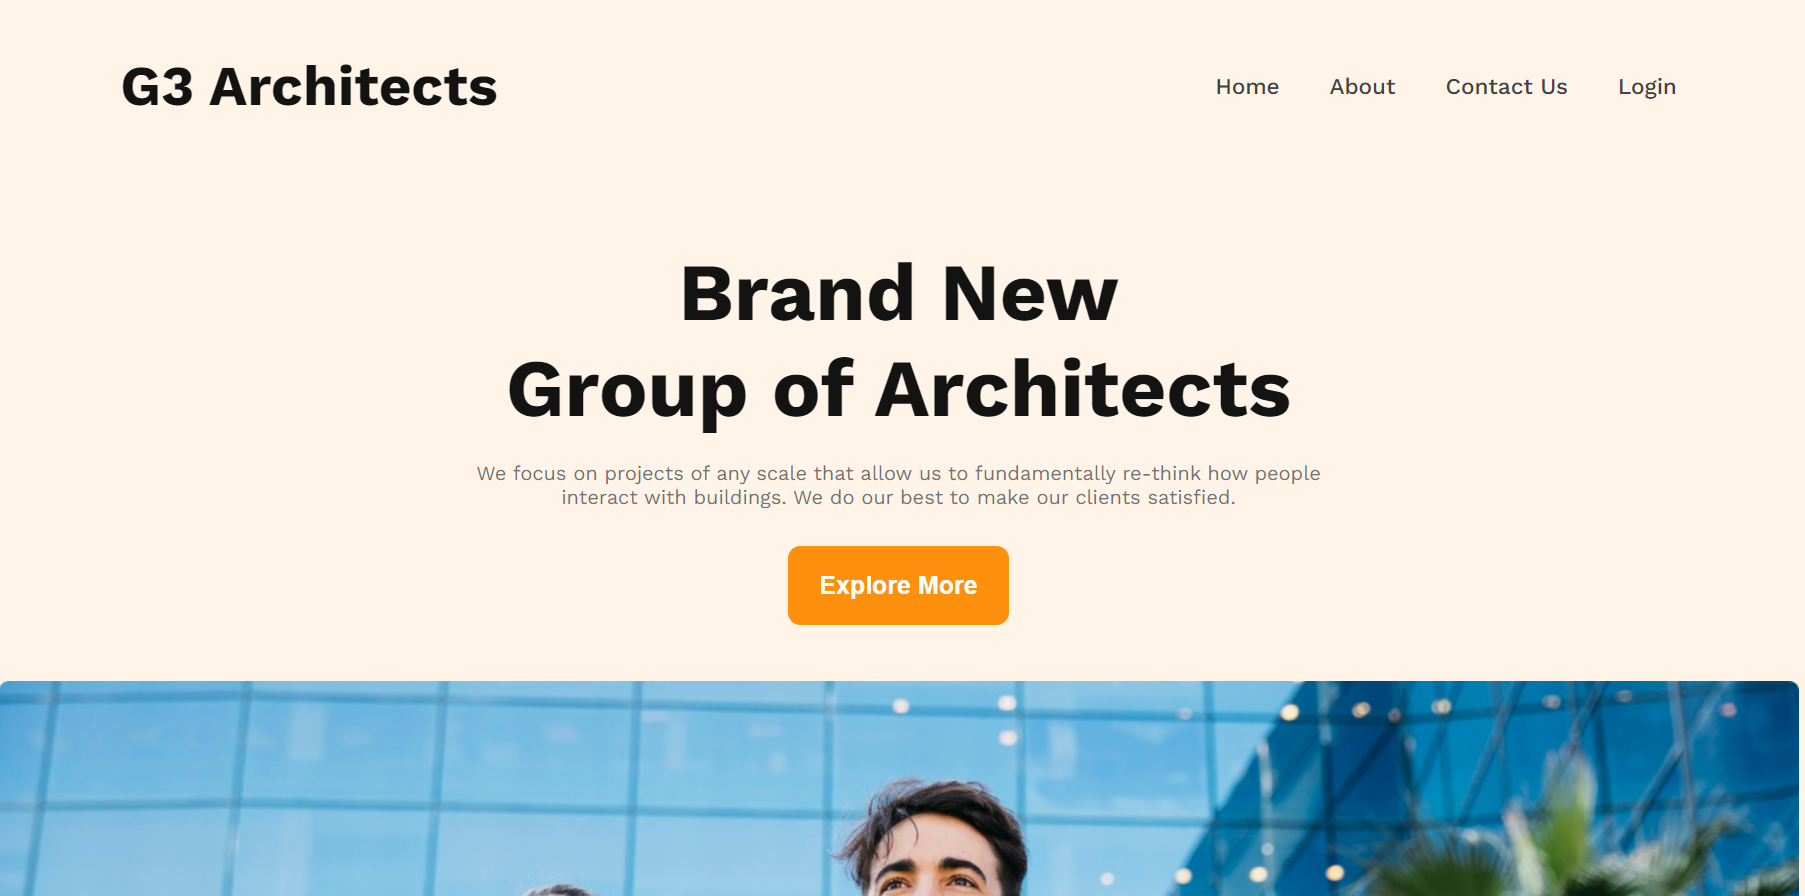 G3 Architects
Home About Contact Us Login
Brand New
Group of Architects
We focus on projects of any scale that allow us to fundamentally re-think how people
interact with buildings. We do our best to make our clients satisfied.
Explore More